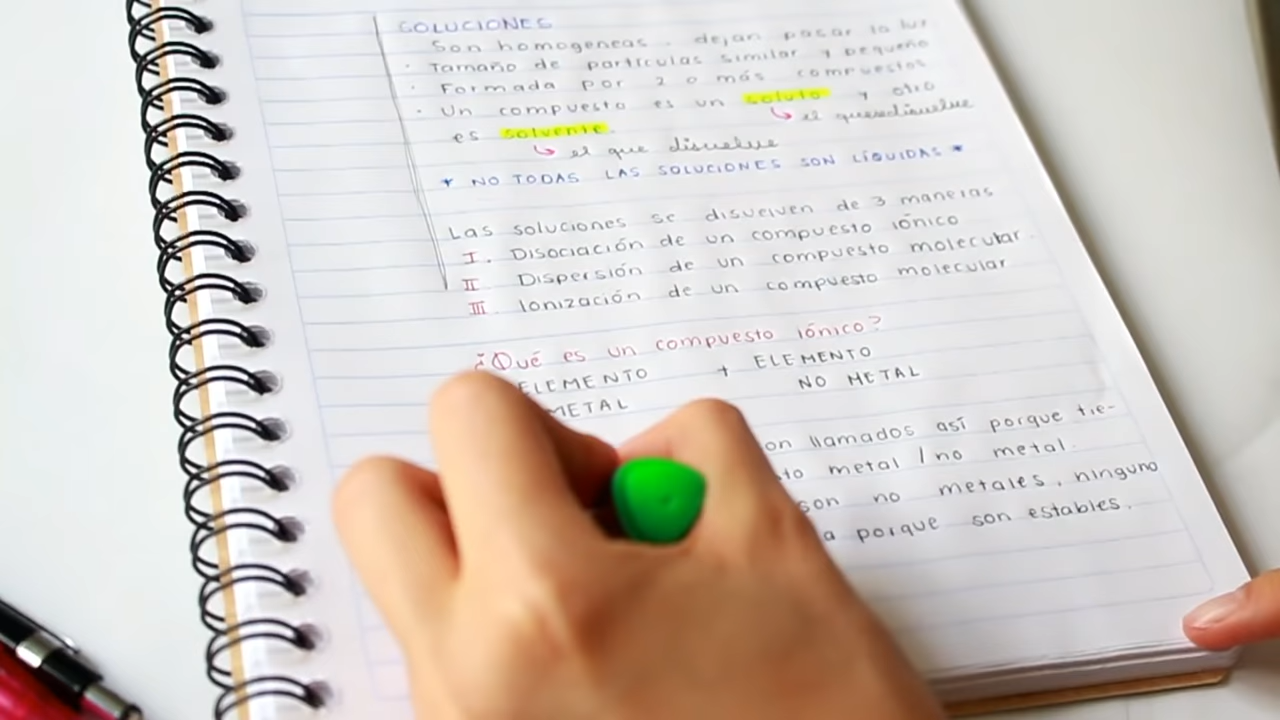 SOLUCIONES
Son homogeneas . dejan pasar la luz
· Tamaño de partículas similar y pequeño
· Formada por 2 o más compuestos
· Un compuesto es un soluto y otro
el que se disuelve
es solvente.
el que disuelve
* NO TODAS LAS SOLUCIONES SON LÍQUIDAS *
Las soluciones se disuelven de 3 maneras
I. Disociación de un compuesto iónico
II Dispersión de un compuesto molecular.
III. Ionización de un compuesto molecular
¿Qué es un compuesto iónico?
ELEMENTO + ELEMENTO
METAL NO METAL
llamados así porque tie-
metal / no metal.
son no metales, ninguno
porque son estables.